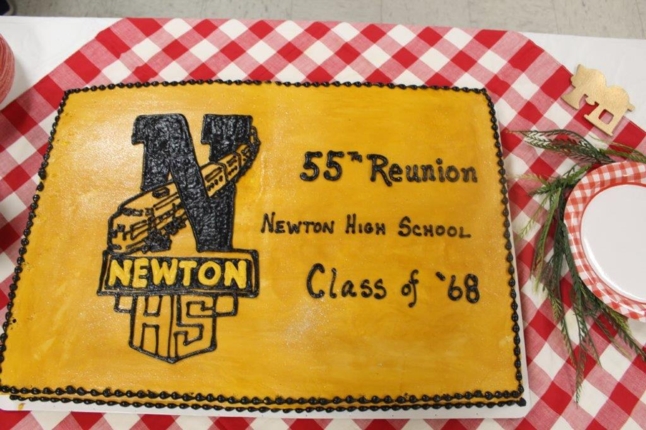 N
NEWTON
HS
55TH Reunion
NEWTON HIGH SCHOOL
Class of '68